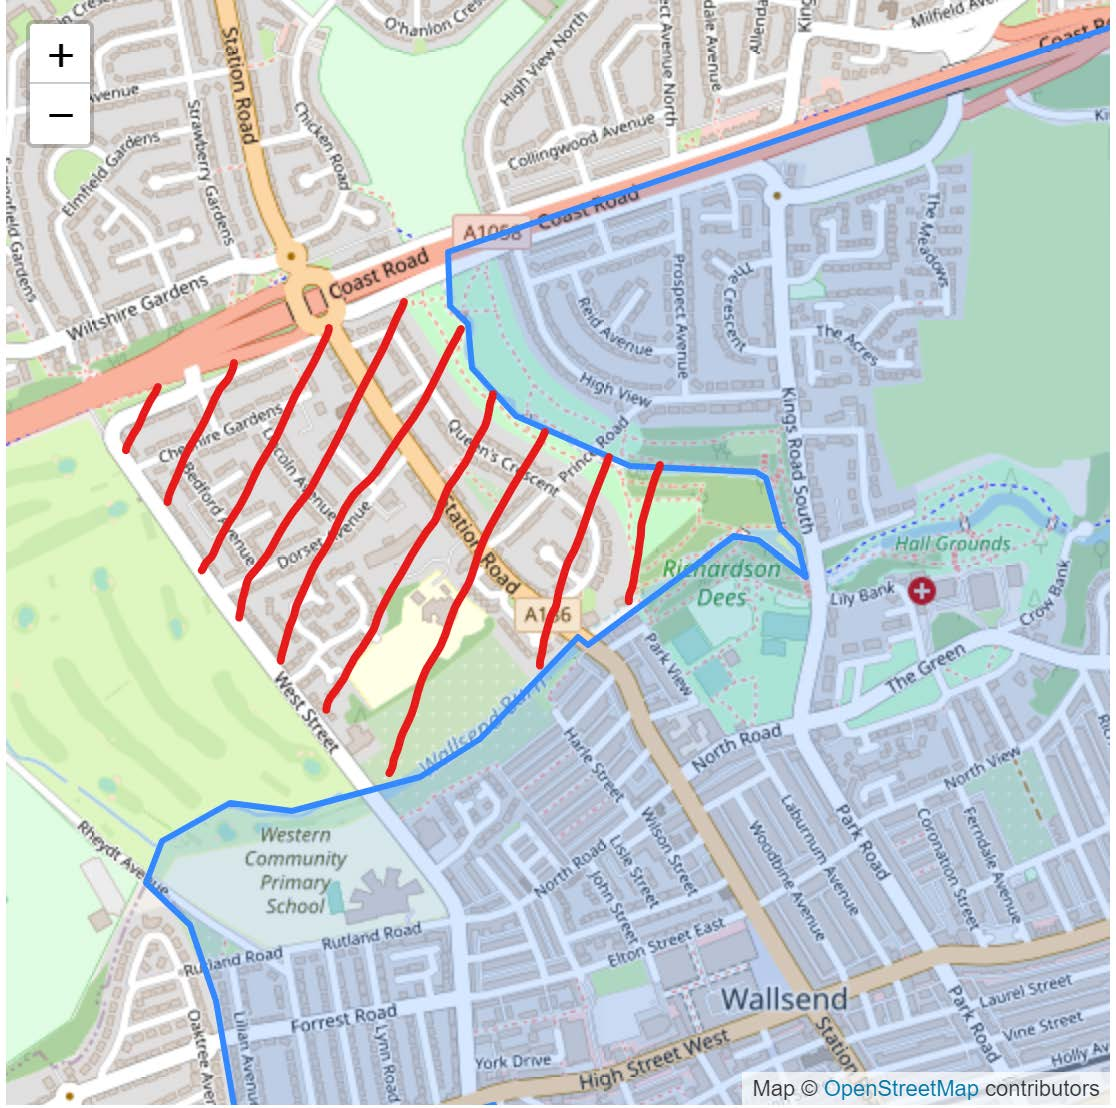 +
−
O'hanlon Cresce
Station Road
Avenue
Strawberry Gardens
Chicken Road
Elmfield Gardens
High View North
Collingwood Avenue
Milfield Ave
Coast R
Coast Road
A1058
Coast Road
Wiltshire Gardens
Cheshire Gardens
Lincoln Avenue
Bedford Avenue
Dorset Avenue
Queen's Crescent
Prince Road
Station Road
Reid Avenue
High View
Prospect Avenue
The Crescent
The Meadows
The Acres
Kings Road South
Hall Grounds
Richardson
Dees
Lily Bank
Crow Bank
A186
Park View
The Green
North Road
West Street
Wallsend Burn
Harle Street
Wilson Street
Lisle Street
John Street
North Road
Laburnum Avenue
Woodbine Avenue
Park Road
North View
Coronation Street
Ferndale Avenue
Rheydt Avenue
Western
Community
Primary
School
Rutland Road
Rutland Road
Elton Street East
Forrest Road
Lynn Road
Lilian Avenue
Oaktree Aven
York Drive
High Street West
Wallsend
Station
Park Road
Laurel Street
Vine Street
Holly Av
Map © OpenStreetMap contributors